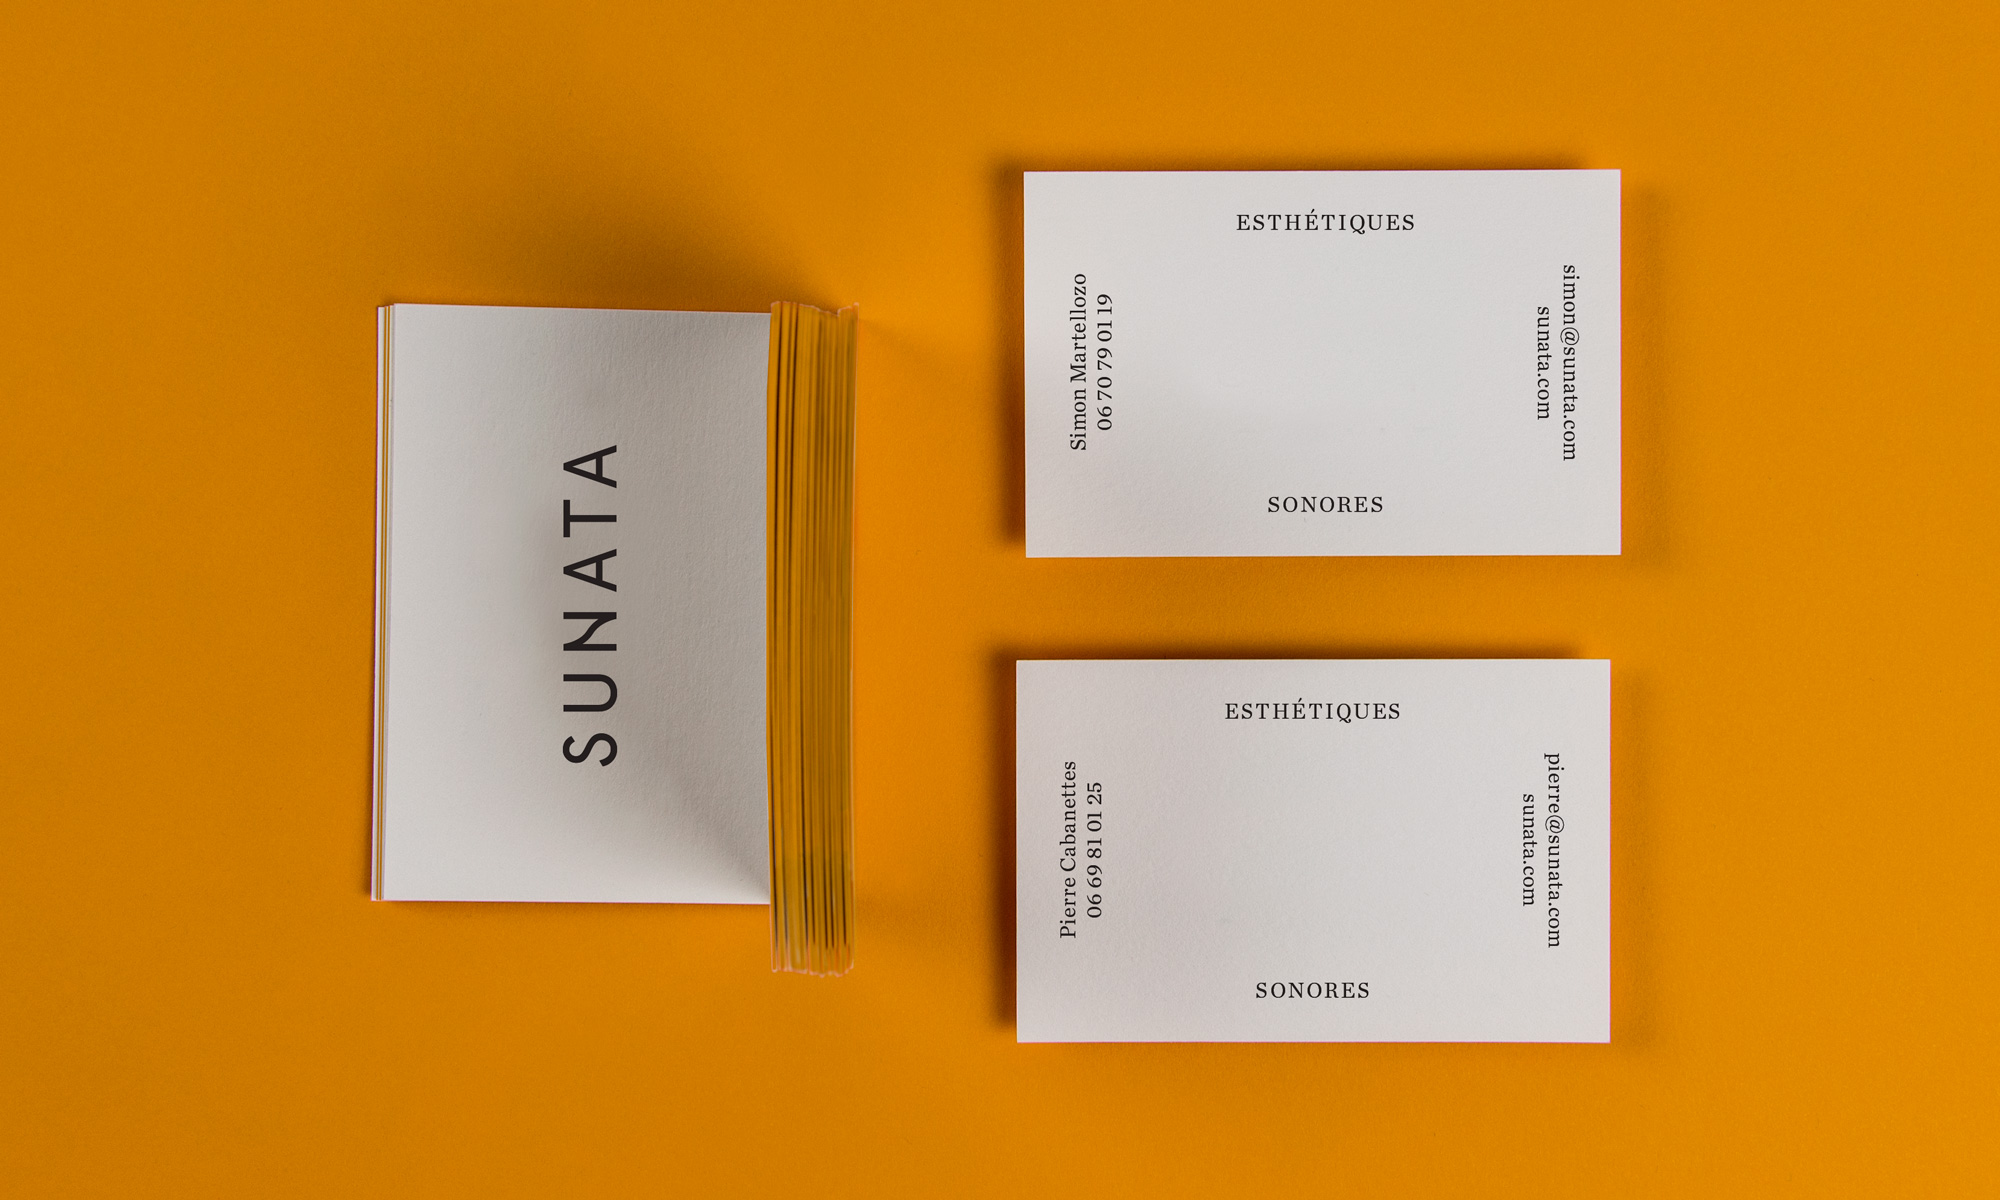 SUNATA
ESTHÉTIQUES
Simon Martellozo
06 70 79 01 19
simon@sunata.com
sunata.com
SONORES
ESTHÉTIQUES
Pierre Cabanettes
06 69 81 01 25
pierre@sunata.com
sunata.com
SONORES